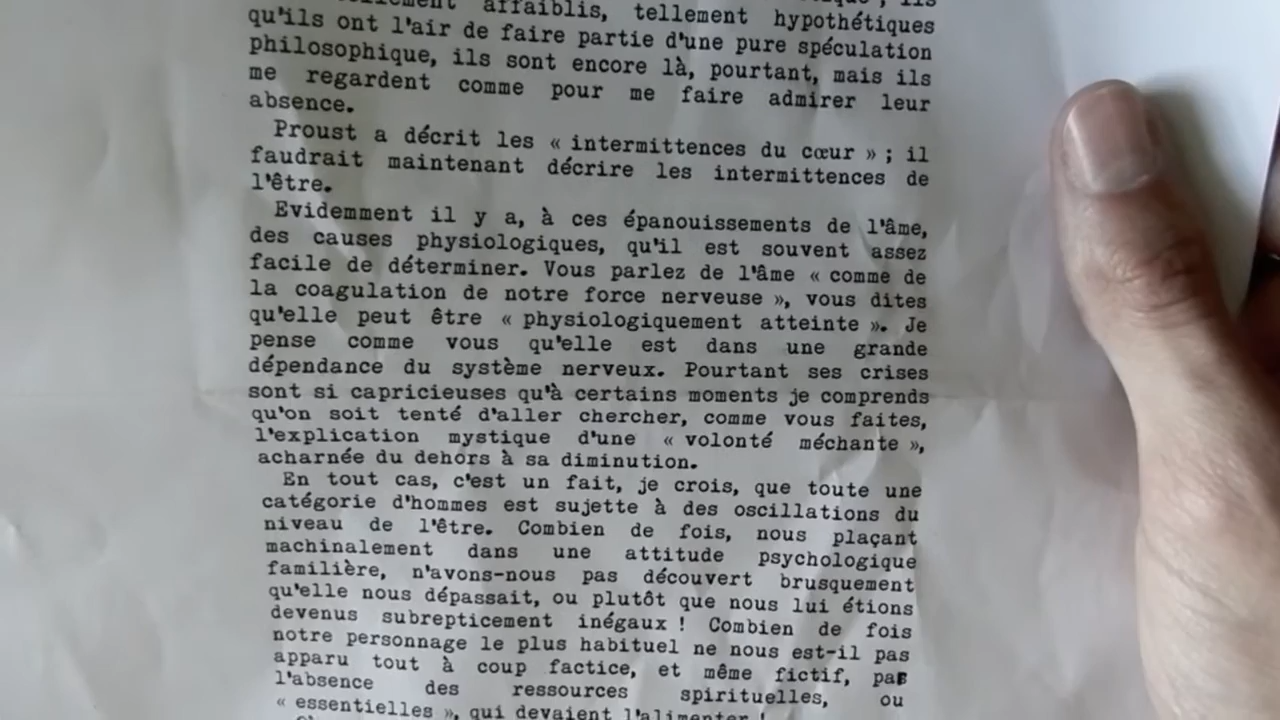 affaiblis, tellement hypothétiques
qu'ils ont l'air de faire partie d'une pure spéculation
philosophique, ils sont encore là, pourtant, mais ils
me regardent comme pour me faire admirer leur
absence.
Proust a décrit les « intermittences du cœur » ; il
faudrait maintenant décrire les intermittences de
l'être.
Evidemment il y a, à ces épanouissements de l'âme,
des causes physiologiques, qu'il est souvent assez
facile de déterminer. Vous parlez de l'âme « comme de
la coagulation de notre force nerveuse », vous dites
qu'elle peut être « physiologiquement atteinte ». Je
pense comme vous qu'elle est dans une grande
dépendance du système nerveux. Pourtant ses crises
sont si capricieuses qu'à certains moments je comprends
qu'on soit tenté d'aller chercher, comme vous faites,
l'explication mystique d'une « volonté méchante »,
acharnée du dehors à sa diminution.
En tout cas, c'est un fait, je crois, que toute une
catégorie d'hommes est sujette à des oscillations du
niveau de l'être. Combien de fois, nous plaçant
machinalement dans une attitude psychologique
familière, n'avons-nous pas découvert brusquement
qu'elle nous dépassait, ou plutôt que nous lui étions
devenus subrepticement inégaux ! Combien de fois
notre personnage le plus habituel ne nous est-il pas
apparu tout à coup factice, et même fictif, par
l'absence des ressources spirituelles, ou
« essentielles », qui devaient l'alimenter !